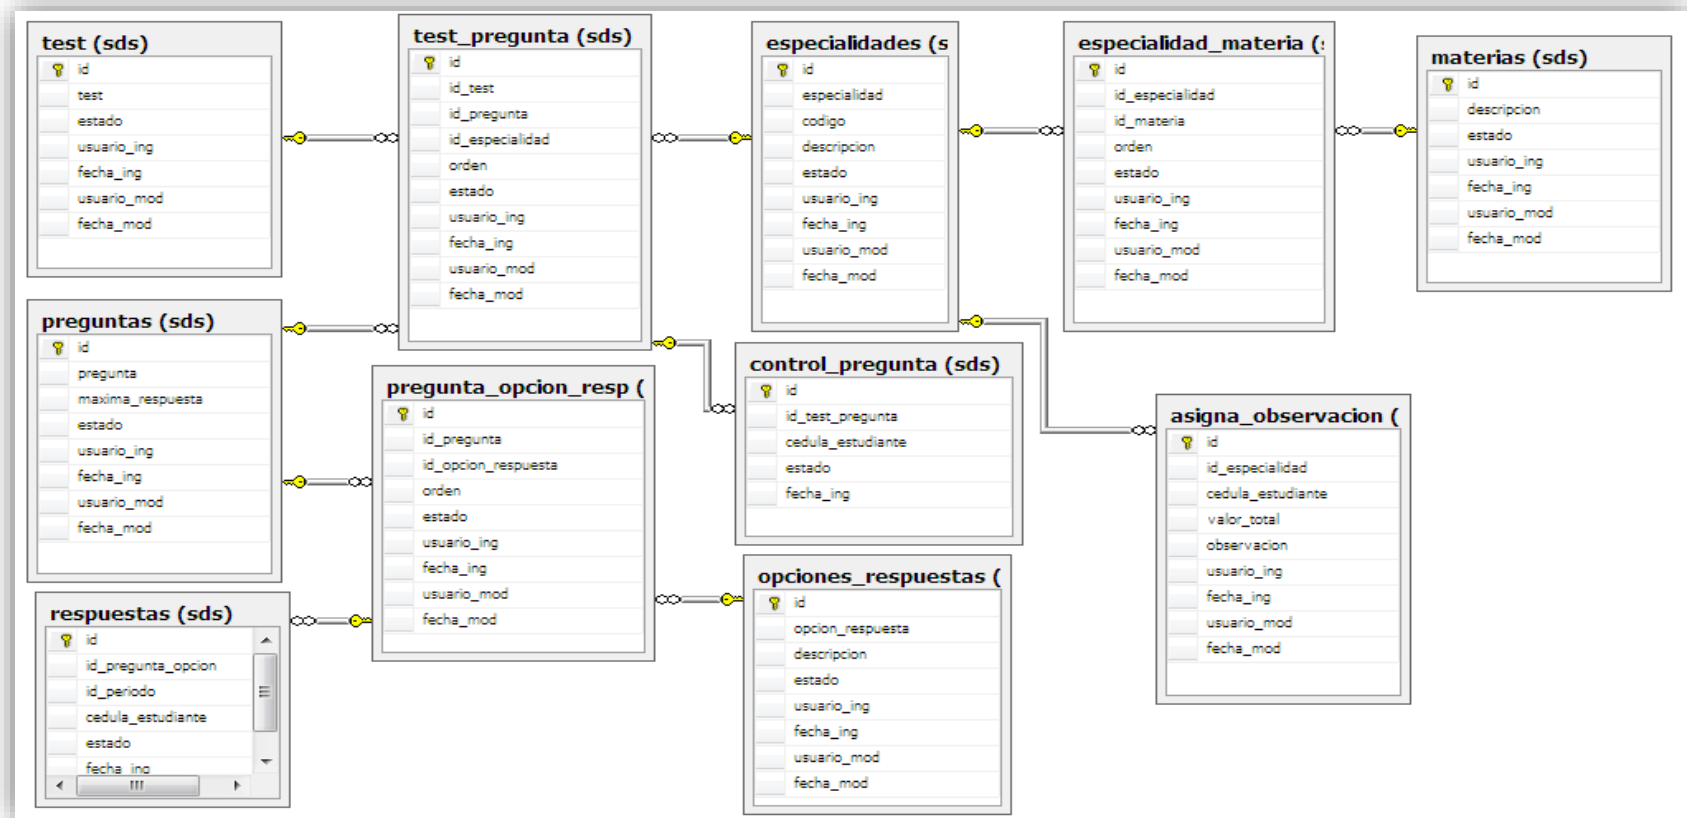 test (sds)
id
test
estado
usuario_ing
fecha_ing
usuario_mod
fecha_mod
test_pregunta (sds)
id
id_test
id_pregunta
id_especialidad
orden
estado
usuario_ing
fecha_ing
usuario_mod
fecha_mod
especialidades (s
id
especialidad
codigo
descripcion
estado
usuario_ing
fecha_ing
usuario_mod
fecha_mod
especialidad_materia (s
id
id_especialidad
id_materia
orden
estado
usuario_ing
fecha_ing
usuario_mod
fecha_mod
materias (sds)
id
descripcion
estado
usuario_ing
fecha_ing
usuario_mod
fecha_mod
preguntas (sds)
id
pregunta
maxima_respuesta
estado
usuario_ing
fecha_ing
usuario_mod
fecha_mod
pregunta_opcion_resp (
id
id_pregunta
id_opcion_respuesta
orden
estado
usuario_ing
fecha_ing
usuario_mod
fecha_mod
control_pregunta (sds)
id
id_test_pregunta
cedula_estudiante
estado
fecha_ing
asigna_observacion (
id
id_especialidad
cedula_estudiante
valor_total
observacion
usuario_ing
fecha_ing
usuario_mod
fecha_mod
respuestas (sds)
id
id_pregunta_opcion
id_periodo
cedula_estudiante
estado
fecha_ing
opciones_respuestas (
id
opcion_respuesta
descripcion
estado
usuario_ing
fecha_ing
usuario_mod
fecha_mod